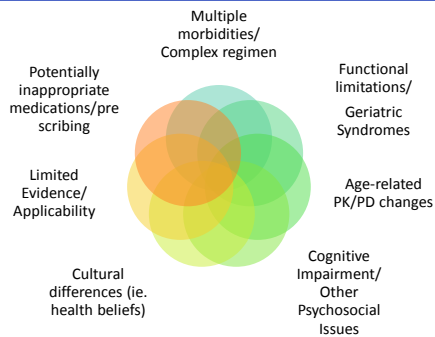 Multiple
morbidities/
Complex regimen
Functional
limitations/
Geriatric
Syndromes
Age-related
PK/PD changes
Cognitive
Impairment/
Other
Psychosocial
Issues
Cultural
differences (ie.
health beliefs)
Limited
Evidence/
Applicability
Potentially
inappropriate
medications/pre
scribing